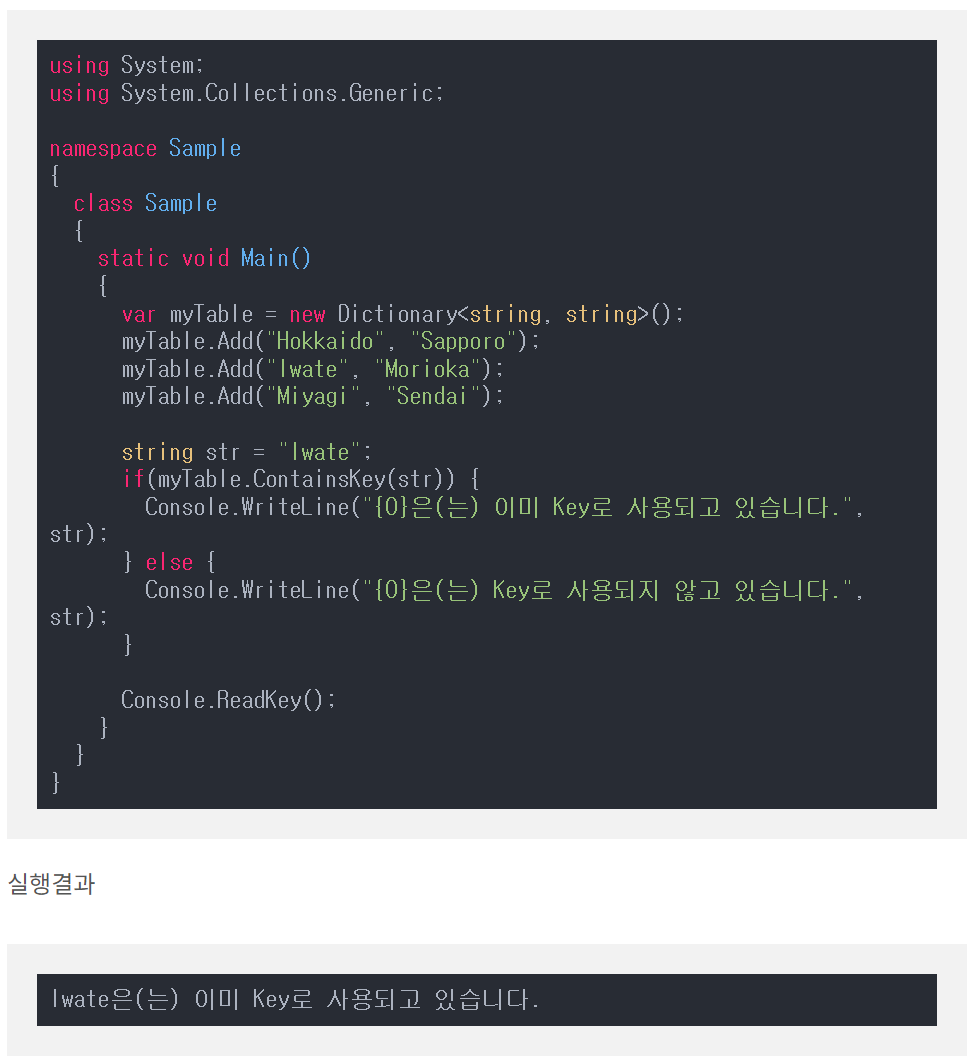 using System;
using System.Collections.Generic;

namespace Sample
{
  class Sample
  {
    static void Main()
    {
      var myTable = new Dictionary<string, string>();
      myTable.Add("Hokkaido", "Sapporo");
      myTable.Add("Iwate", "Morioka");
      myTable.Add("Miyagi", "Sendai");

      string str = "Iwate";
      if(myTable.ContainsKey(str)) {
        Console.WriteLine("{0}은(는) 이미 Key로 사용되고 있습니다.",
str);
      } else {
        Console.WriteLine("{0}은(는) Key로 사용되지 않고 있습니다.",
str);
      }

      Console.ReadKey();
    }
  }
}
실행결과
Iwate은(는) 이미 Key로 사용되고 있습니다.